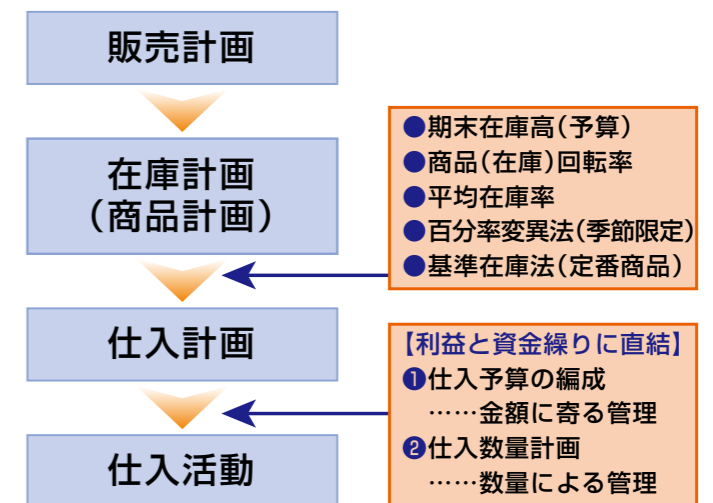 販売計画
在庫計画
（商品計画）
●期末在庫高（予算）
●商品（在庫）回転率
●平均在庫率
●百分率変異法（季節限定）
●基準在庫法（定番商品）
仕入計画
【利益と資金繰りに直結】
❶仕入予算の編成
……金額に寄る管理
❷仕入数量計画
……数量による管理
仕入活動